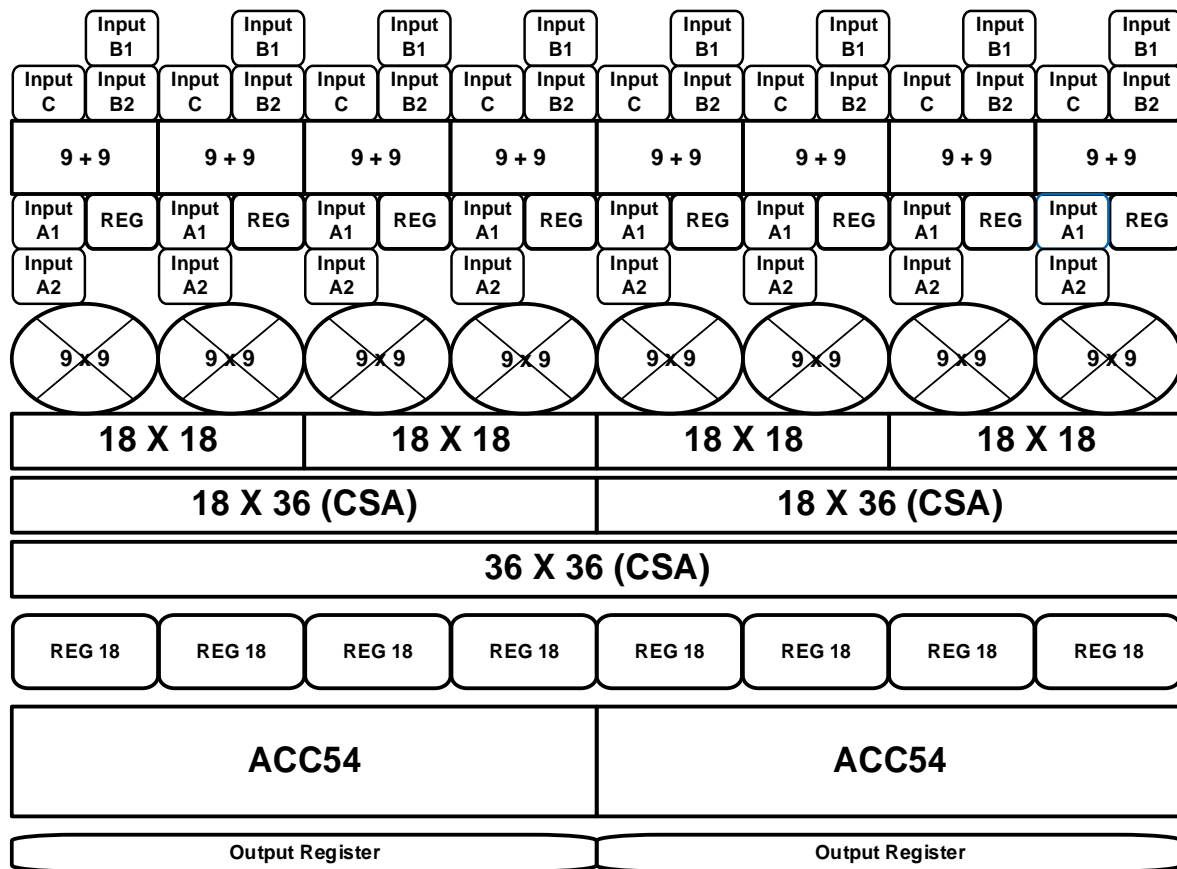 Input Input Input Input Input Input Input Input
B1 B1 B1 B1 B1 B1 B1 B1
Input Input Input Input Input Input Input Input Input Input Input Input Input Input Input Input
C B2 C B2 C B2 C B2 C B2 C B2 C B2 C B2
9 + 9 9 + 9 9 + 9 9 + 9 9 + 9 9 + 9 9 + 9 9 + 9
Input REG Input REG Input REG Input REG Input REG Input REG Input REG Input REG
A1 A1 A1 A1 A1 A1 A1 A1
Input Input Input Input Input Input Input Input
A2 A2 A2 A2 A2 A2 A2 A2
9 x 9 9 x 9 9 x 9 9 x 9 9 x 9 9 x 9 9 x 9 9 x 9
18 X 18 18 X 18 18 X 18 18 X 18
18 X 36 (CSA) 18 X 36 (CSA)
36 X 36 (CSA)
REG 18 REG 18 REG 18 REG 18 REG 18 REG 18 REG 18 REG 18
ACC54 ACC54
Output Register Output Register